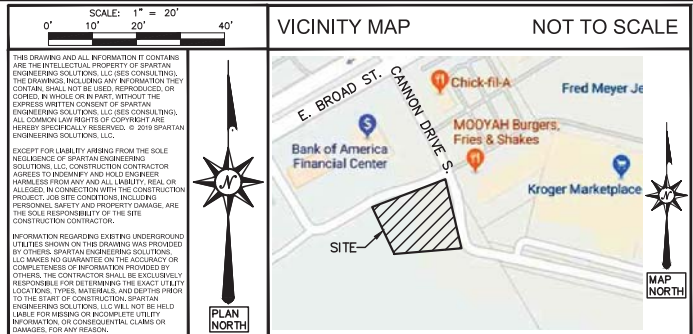 SCALE: 1" = 20'
0' 10' 20' 40'
THIS DRAWING AND ALL INFORMATION IT CONTAINS
ARE THE INTELLECTUAL PROPERTY OF SPARTAN
ENGINEERING SOLUTIONS, LLC (SES CONSULTING),
THE DRAWINGS, INCLUDING ANY INFORMATION THEY
CONTAIN, SHALL NOT BE USED, REPRODUCED, OR
COPIED, IN WHOLE OR IN PART, WITHOUT THE
EXPRESS WRITTEN CONSENT OF SPARTAN
ENGINEERING SOLUTIONS, LLC (SES CONSULTING),
ALL COMMON LAW RIGHTS OF COPYRIGHT ARE
HEREBY SPECIFICALLY RESERVED. © 2019 SPARTAN
ENGINEERING SOLUTIONS, LLC.
EXCEPT FOR LIABILITY ARISING FROM THE SOLE
NEGLIGENCE OF SPARTAN ENGINEERING
SOLUTIONS, LLC, CONSTRUCTION CONTRACTOR
AGREES TO INDEMNIFY AND HOLD ENGINEER
HARMLESS FROM ANY AND ALL LIABILITY, REAL OR
ALLEGED, IN CONNECTION WITH THE CONSTRUCTION
PROJECT, JOB SITE CONDITIONS, INCLUDING
PERSONNEL SAFETY AND PROPERTY DAMAGE, ARE
THE SOLE RESPONSIBILITY OF THE SITE
CONSTRUCTION CONTRACTOR.
INFORMATION REGARDING EXISTING UNDERGROUND
UTILITIES SHOWN ON THIS DRAWING WAS PROVIDED
BY OTHERS. SPARTAN ENGINEERING SOLUTIONS,
LLC MAKES NO GUARANTEE ON THE ACCURACY OR
COMPLETENESS OF INFORMATION PROVIDED BY
OTHERS, THE CONTRACTOR SHALL BE EXCLUSIVELY
RESPONSIBLE FOR DETERMINING THE EXACT UTILITY
LOCATIONS, TYPES, MATERIALS, AND DEPTHS PRIOR
TO THE START OF CONSTRUCTION. SPARTAN
ENGINEERING SOLUTIONS, LLC WILL NOT BE HELD
LIABLE FOR MISSING OR INCOMPLETE UTILITY
INFORMATION, OR CONSEQUENTIAL CLAIMS OR
DAMAGES, FOR ANY REASON.
N
PLAN
NORTH
VICINITY MAP NOT TO SCALE
E. BROAD ST.
CANNON DRIVE S.
Chick-fil-A
Fred Meyer Je
MOOYAH Burgers,
Fries & Shakes
Bank of America
Financial Center
$
Kroger Marketplace
SITE
N
MAP
NORTH